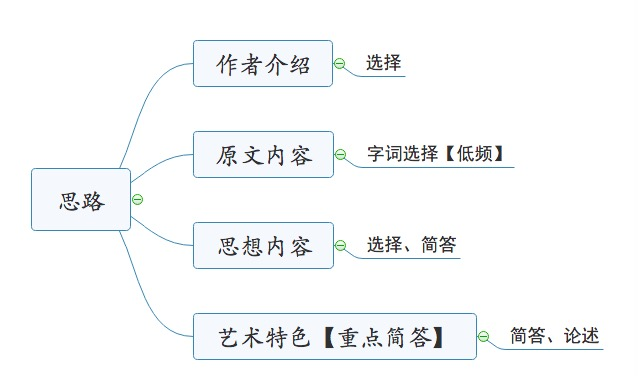 思路
作者介绍
选择
原文内容
字词选择【低频】
思想内容
选择、简答
艺术特色【重点简答】
简答、论述